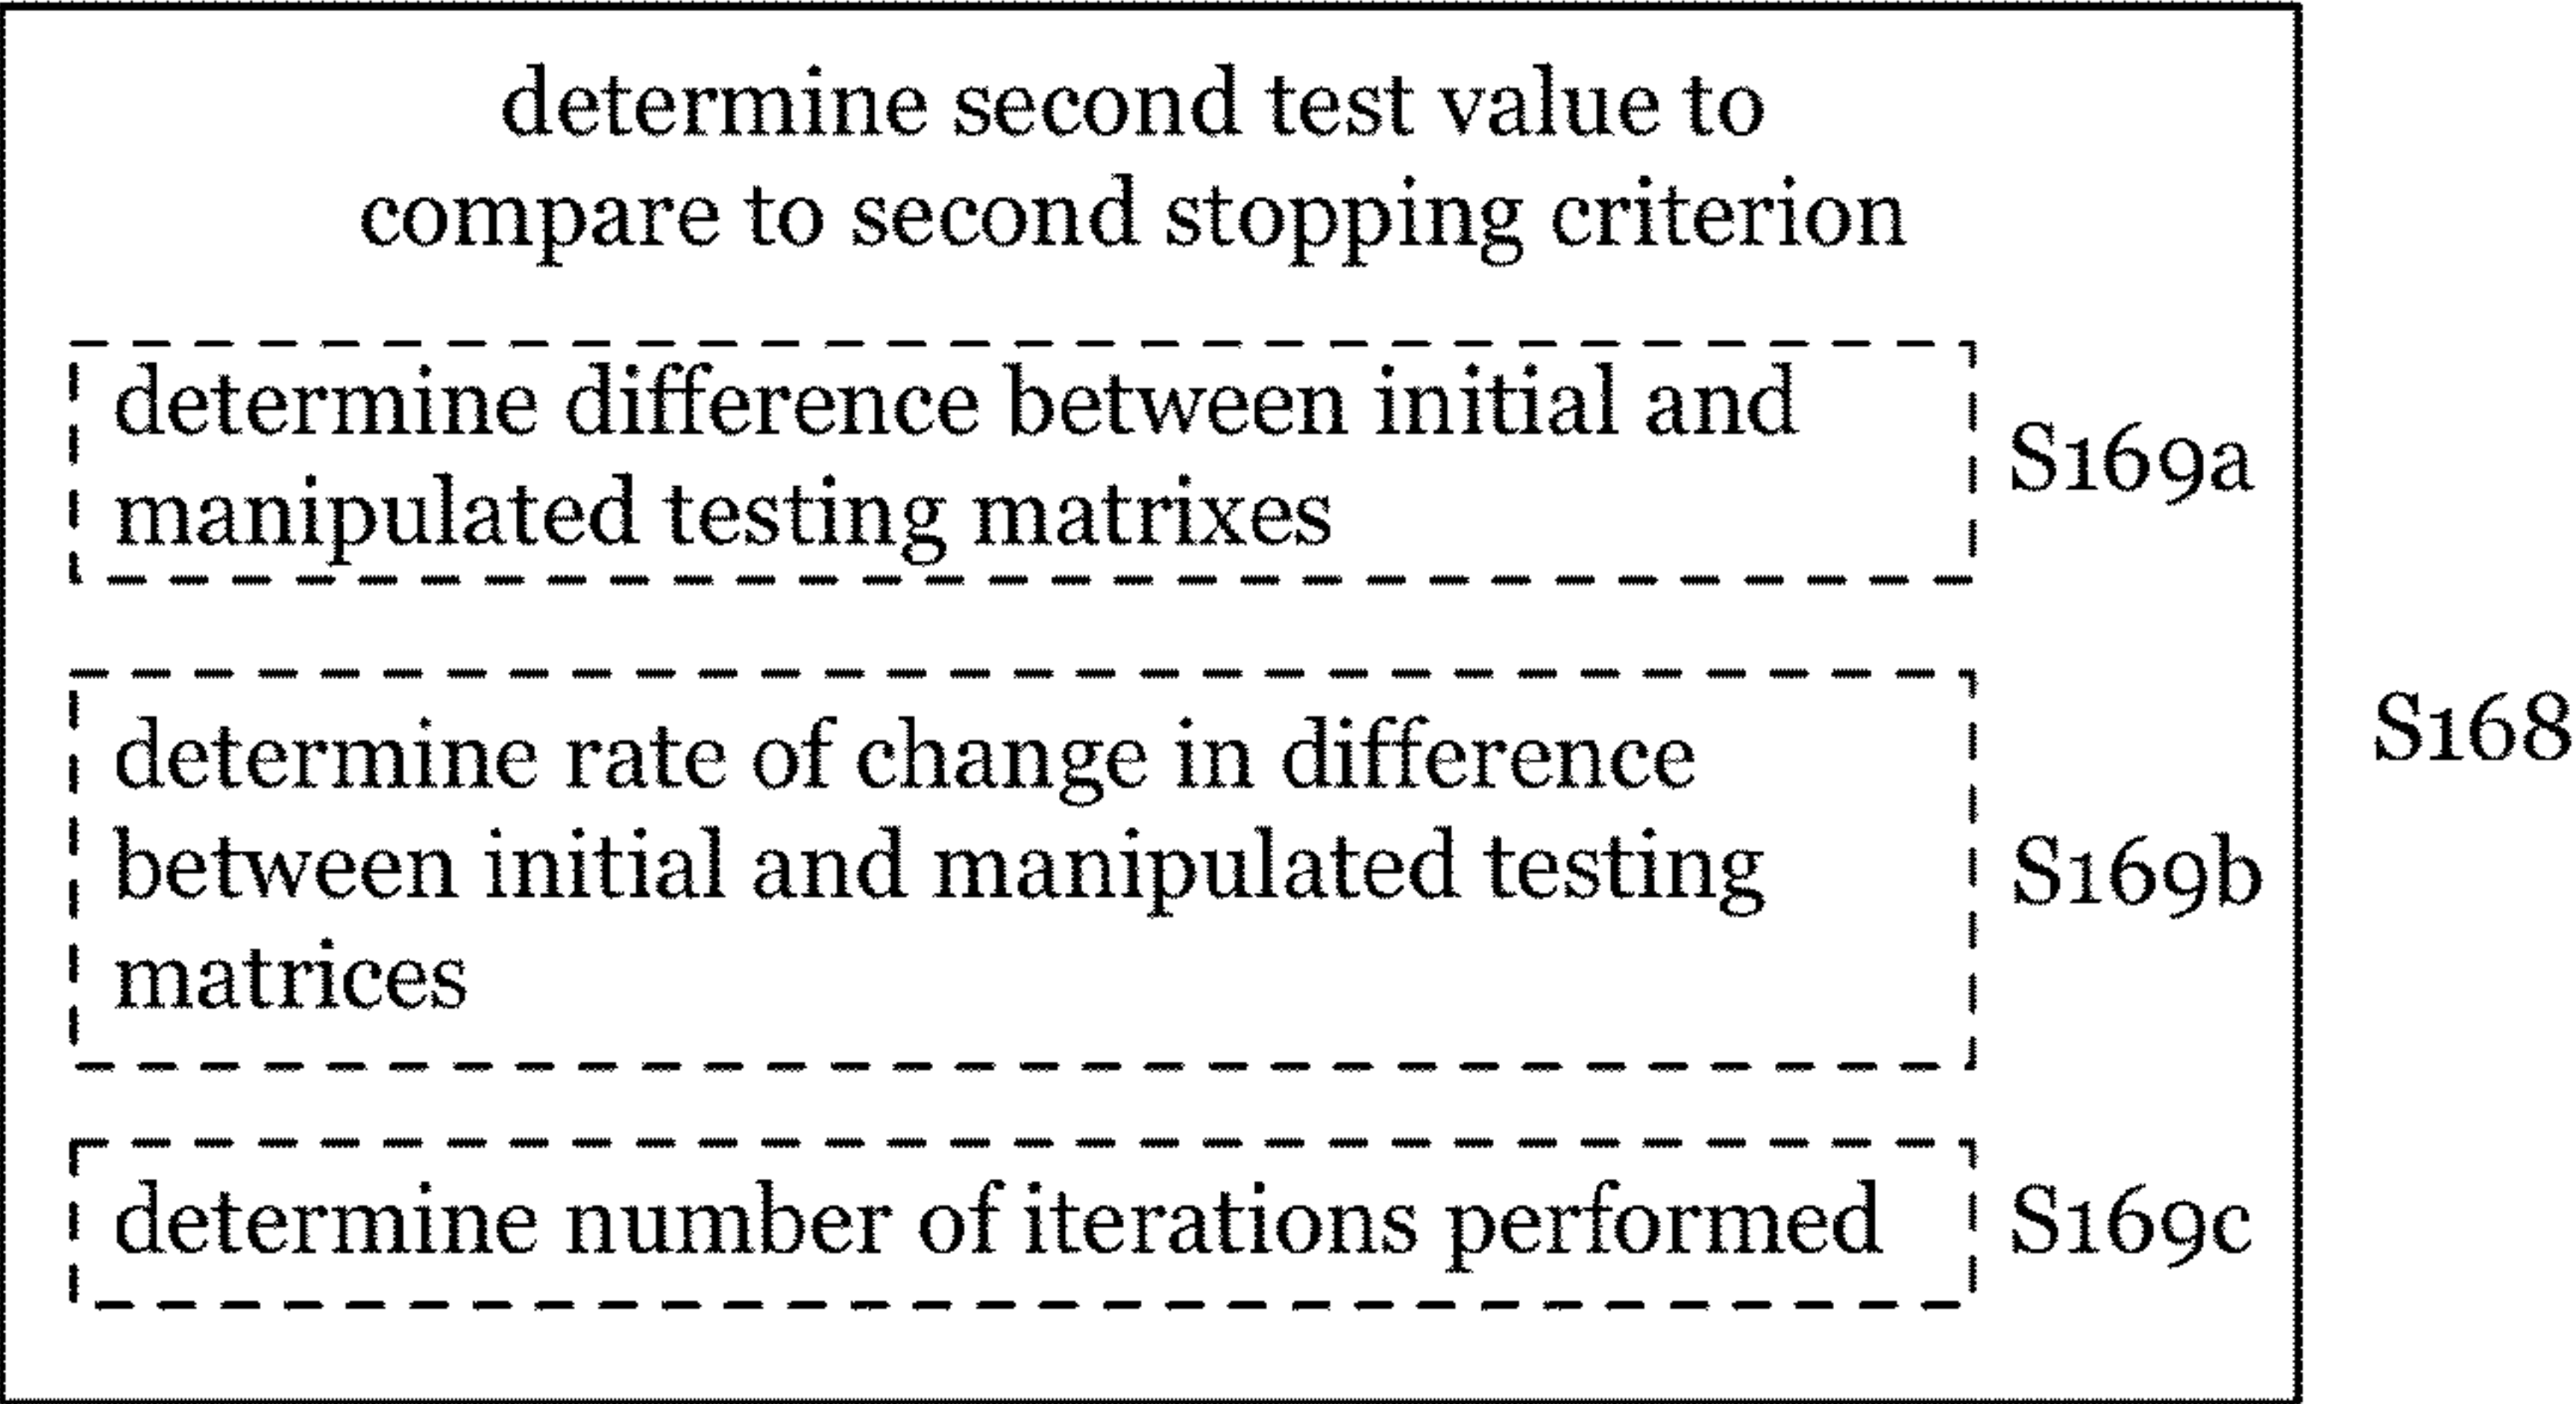 determine second test value to
compare to second stopping criterion
determine difference between initial and
manipulated testing matrixes
S169a
determine rate of change in difference
between initial and manipulated testing
matrices
S169b
S168
determine number of iterations performed
S169c